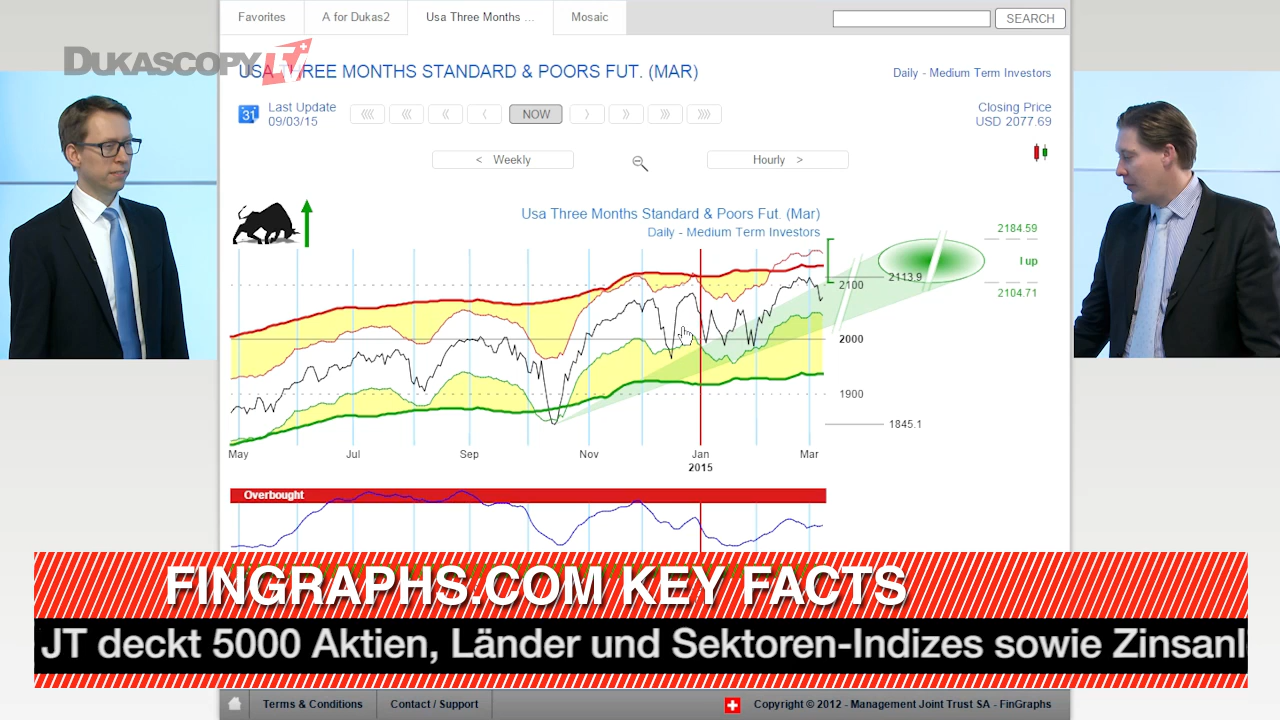 Favorites
A for Dukas2
Usa Three Months ...
Mosaic
SEARCH
DUKASCOPY TV
USA THREE MONTHS STANDARD & POORS FUT. (MAR)
Daily - Medium Term Investors
31
Last Update
09/03/15
NOW
Closing Price
USD 2077.69
< Weekly
Hourly >
Usa Three Months Standard & Poors Fut. (Mar)
Daily - Medium Term Investors
2184.59
I up
2104.71
2113.9
2100
2000
1900
1845.1
May
Jul
Sep
Nov
Jan
Mar
2015
Overbought
FINGRAPHS.COM KEY FACTS
JT deckt 5000 Aktien, Länder und Sektoren-Indizes sowie Zinsanl
Terms & Conditions
Contact / Support
Copyright © 2012 - Management Joint Trust SA - FinGraphs